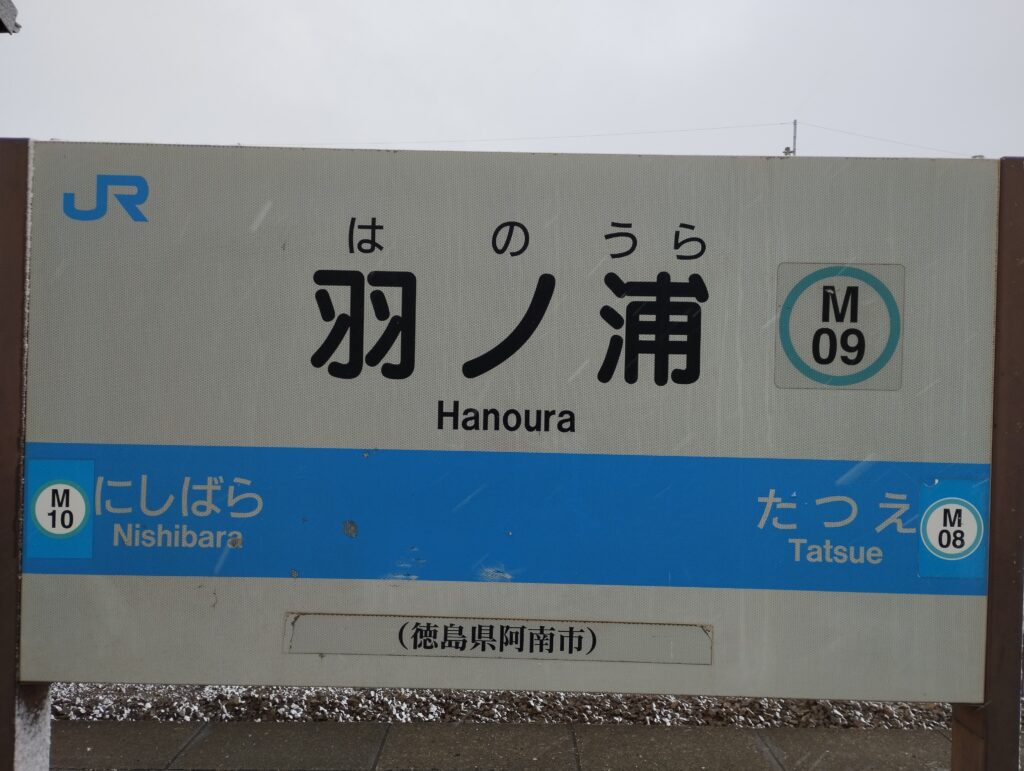 JR
は の うら
羽ノ浦
M
09
Hanoura
M
10
にしばら
Nishibara
たつえ
Tatsue
M
08
(徳島県阿南市)